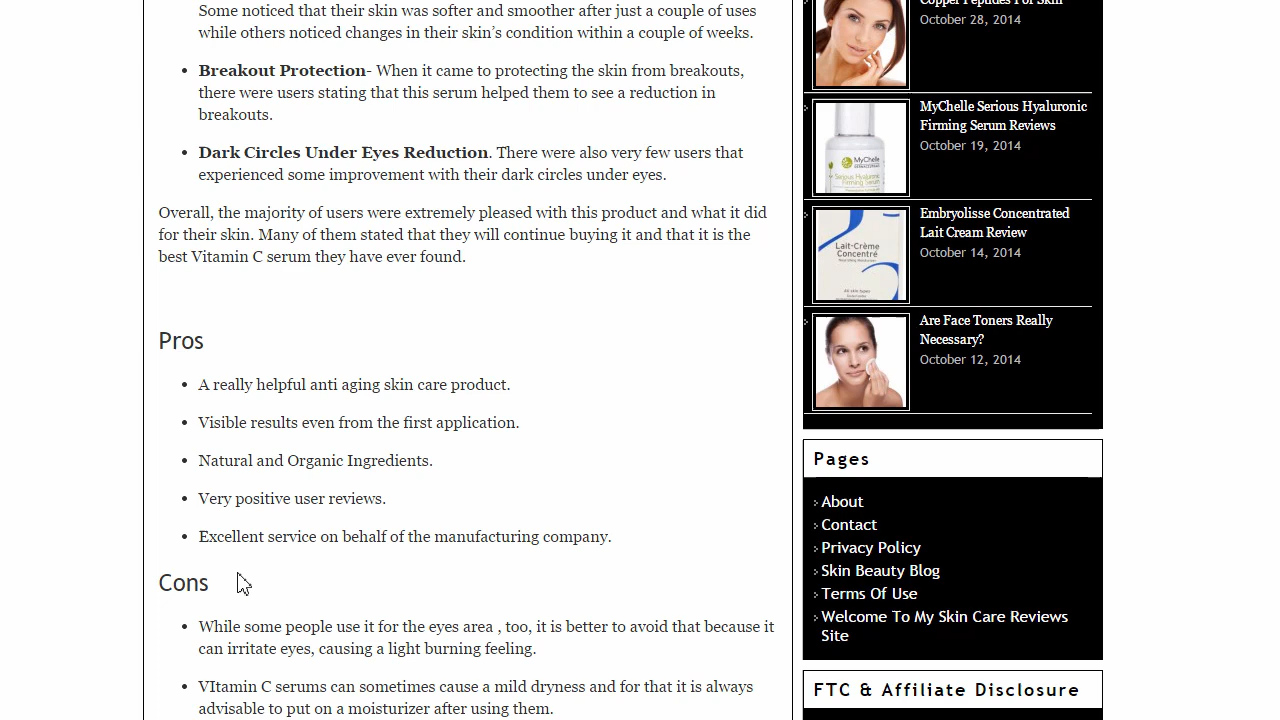 Some noticed that their skin was softer and smoother after just a couple of uses
while others noticed changes in their skin’s condition within a couple of weeks.
Breakout Protection- When it came to protecting the skin from breakouts,
there were users stating that this serum helped them to see a reduction in
breakouts.
Dark Circles Under Eyes Reduction. There were also very few users that
experienced some improvement with their dark circles under eyes.
Overall, the majority of users were extremely pleased with this product and what it did
for their skin. Many of them stated that they will continue buying it and that it is the
best Vitamin C serum they have ever found.
Pros
A really helpful anti aging skin care product.
Visible results even from the first application.
Natural and Organic Ingredients.
Very positive user reviews.
Excellent service on behalf of the manufacturing company.
Cons
While some people use it for the eyes area , too, it is better to avoid that because it
can irritate eyes, causing a light burning feeling.
VItamin C serums can sometimes cause a mild dryness and for that it is always
advisable to put on a moisturizer after using them.
Copper Peptides For Skin
October 28, 2014
MyChelle
Serious Hyaluronic
Firming Serum
MyChelle Serious Hyaluronic
Firming Serum Reviews
October 19, 2014
Lait-Crème
Concentré
Embryolisse Concentrated
Lait Cream Review
October 14, 2014
Are Face Toners Really
Necessary?
October 12, 2014
Pages
About
Contact
Privacy Policy
Skin Beauty Blog
Terms Of Use
Welcome To My Skin Care Reviews
Site
FTC & Affiliate Disclosure